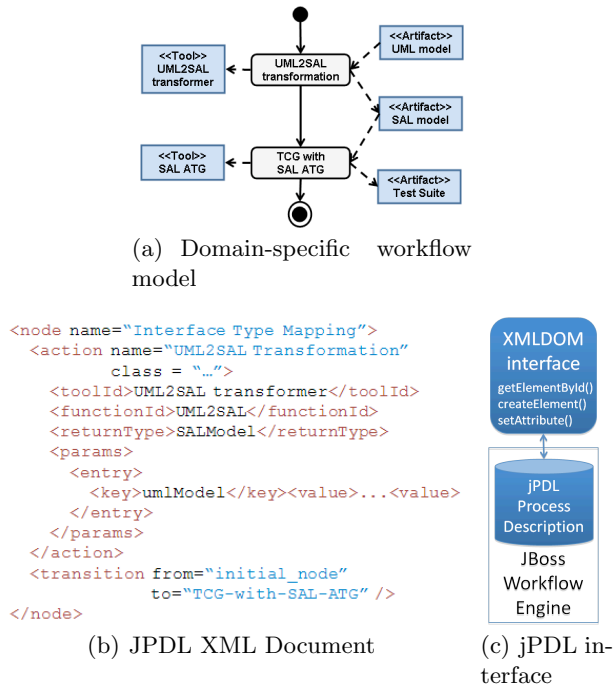 <<Tool>>
UML2SAL
transformer
UML2SAL
transformation
<<Artifact>>
UML model
<<Artifact>>
SAL model
<<Tool>>
SAL ATG
TCG with
SAL ATG
<<Artifact>>
Test Suite
(a) Domain-specific workflow
model
<node name=“Interface Type Mapping”>
<action name=“UML2SAL Transformation”
class = “…”>
<toolId>UML2SAL transformer</toolId>
<functionId>UML2SAL</functionId>
<returnType>SALModel</returnType>
<params>
<entry>
<key>umlModel</key><value>...<value>
</entry>
</params>
</action>
<transition from=“initial_node”
to=“TCG-with-SAL-ATG” />
</node>
(b) JPDL XML Document
XMLDOM
interface
getElementById()
createElement()
setAttribute()
jPDL
Process
Description
JBoss
Workflow
Engine
(c) jPDL in-
terface